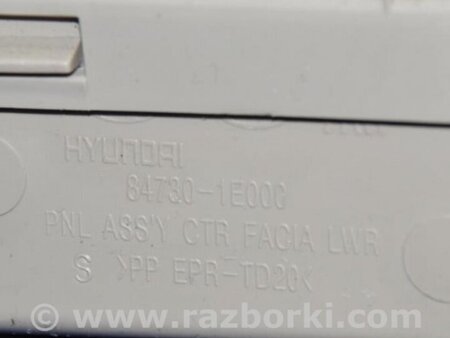 HYUNDAI
84730-1E000
PNL ASS'Y CTR FACIA LWR
S >PP EPR-TD20<
www.razborki.com